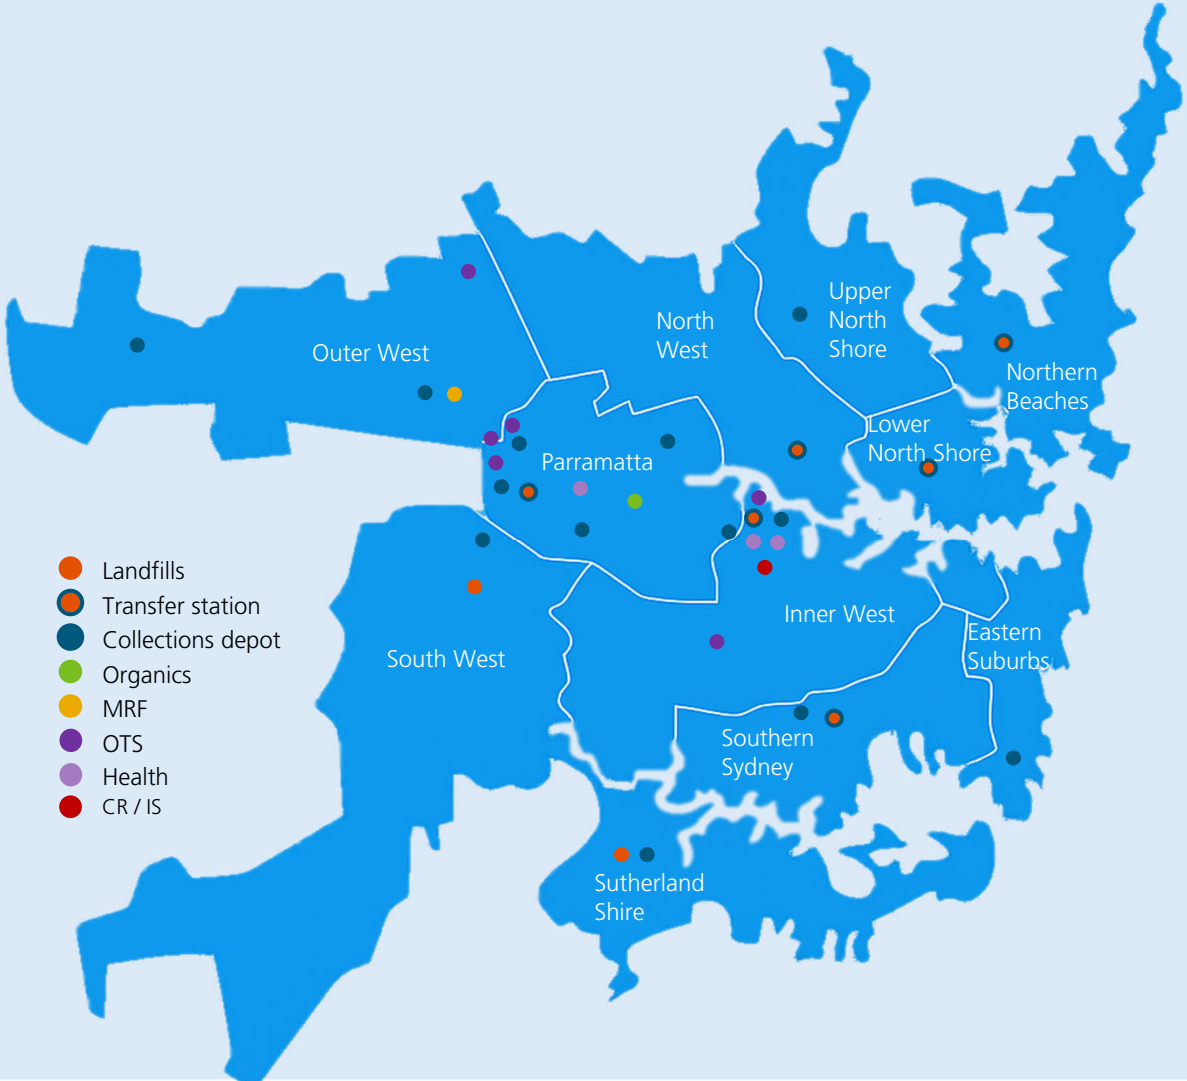 Upper
North
Shore
North
West
Outer West
Northern
Beaches
Lower
North Shore
Parramatta
Landfills
Transfer station
Collections depot
Organics
MRF
OTS
Health
CR / IS
Inner West
Eastern
Suburbs
South West
Southern
Sydney
Sutherland
Shire